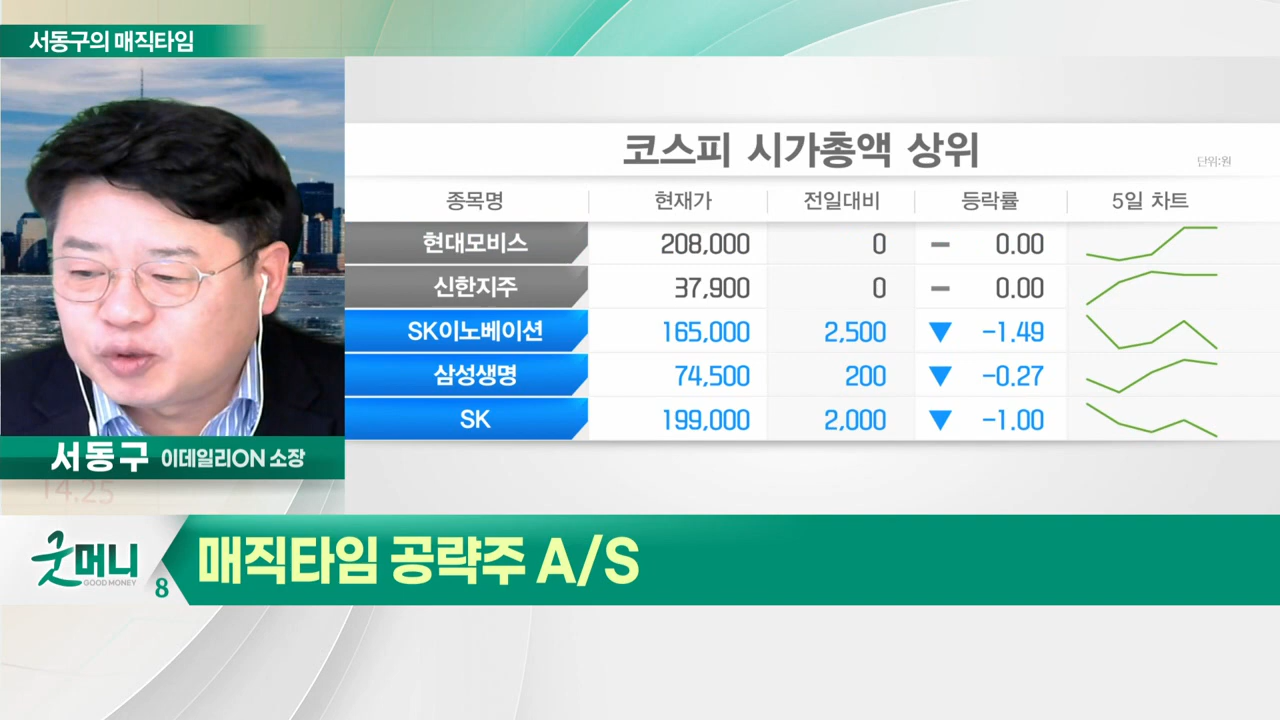 서동구의 매직타임
코스피 시가총액 상위
단위:원
종목명 현재가 전일대비 등락률 5일 차트
현대모비스 208,000 0 0.00
신한지주 37,900 0 0.00
SK이노베이션 165,000 2,500 ▼ -1.49
삼성생명 74,500 200 ▼ -0.27
SK 199,000 2,000 ▼ -1.00
서동구 이데일리ON 소장
14.25
굿머니
GOOD MONEY
8
매직타임 공략주 A/S